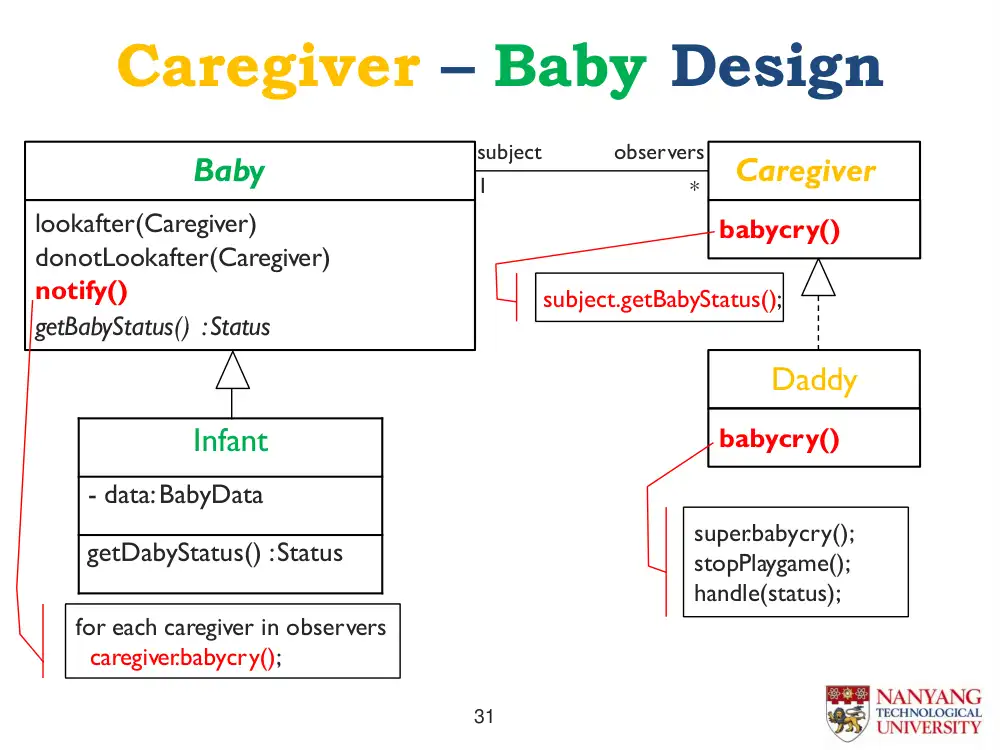 Caregiver – Baby Design
Baby
lookafter(Caregiver)
donotLookafter(Caregiver)
notify()
getBabyStatus() : Status
subject
observers
1
*
Caregiver
babycry()
subject.getBabyStatus();
Infant
- data: BabyData
getDabyStatus() : Status
Daddy
babycry()
super.babycry();
stopPlaygame();
handle(status);
for each caregiver in observers
caregiver.babycry();
31
NANYANG
TECHNOLOGICAL
UNIVERSITY